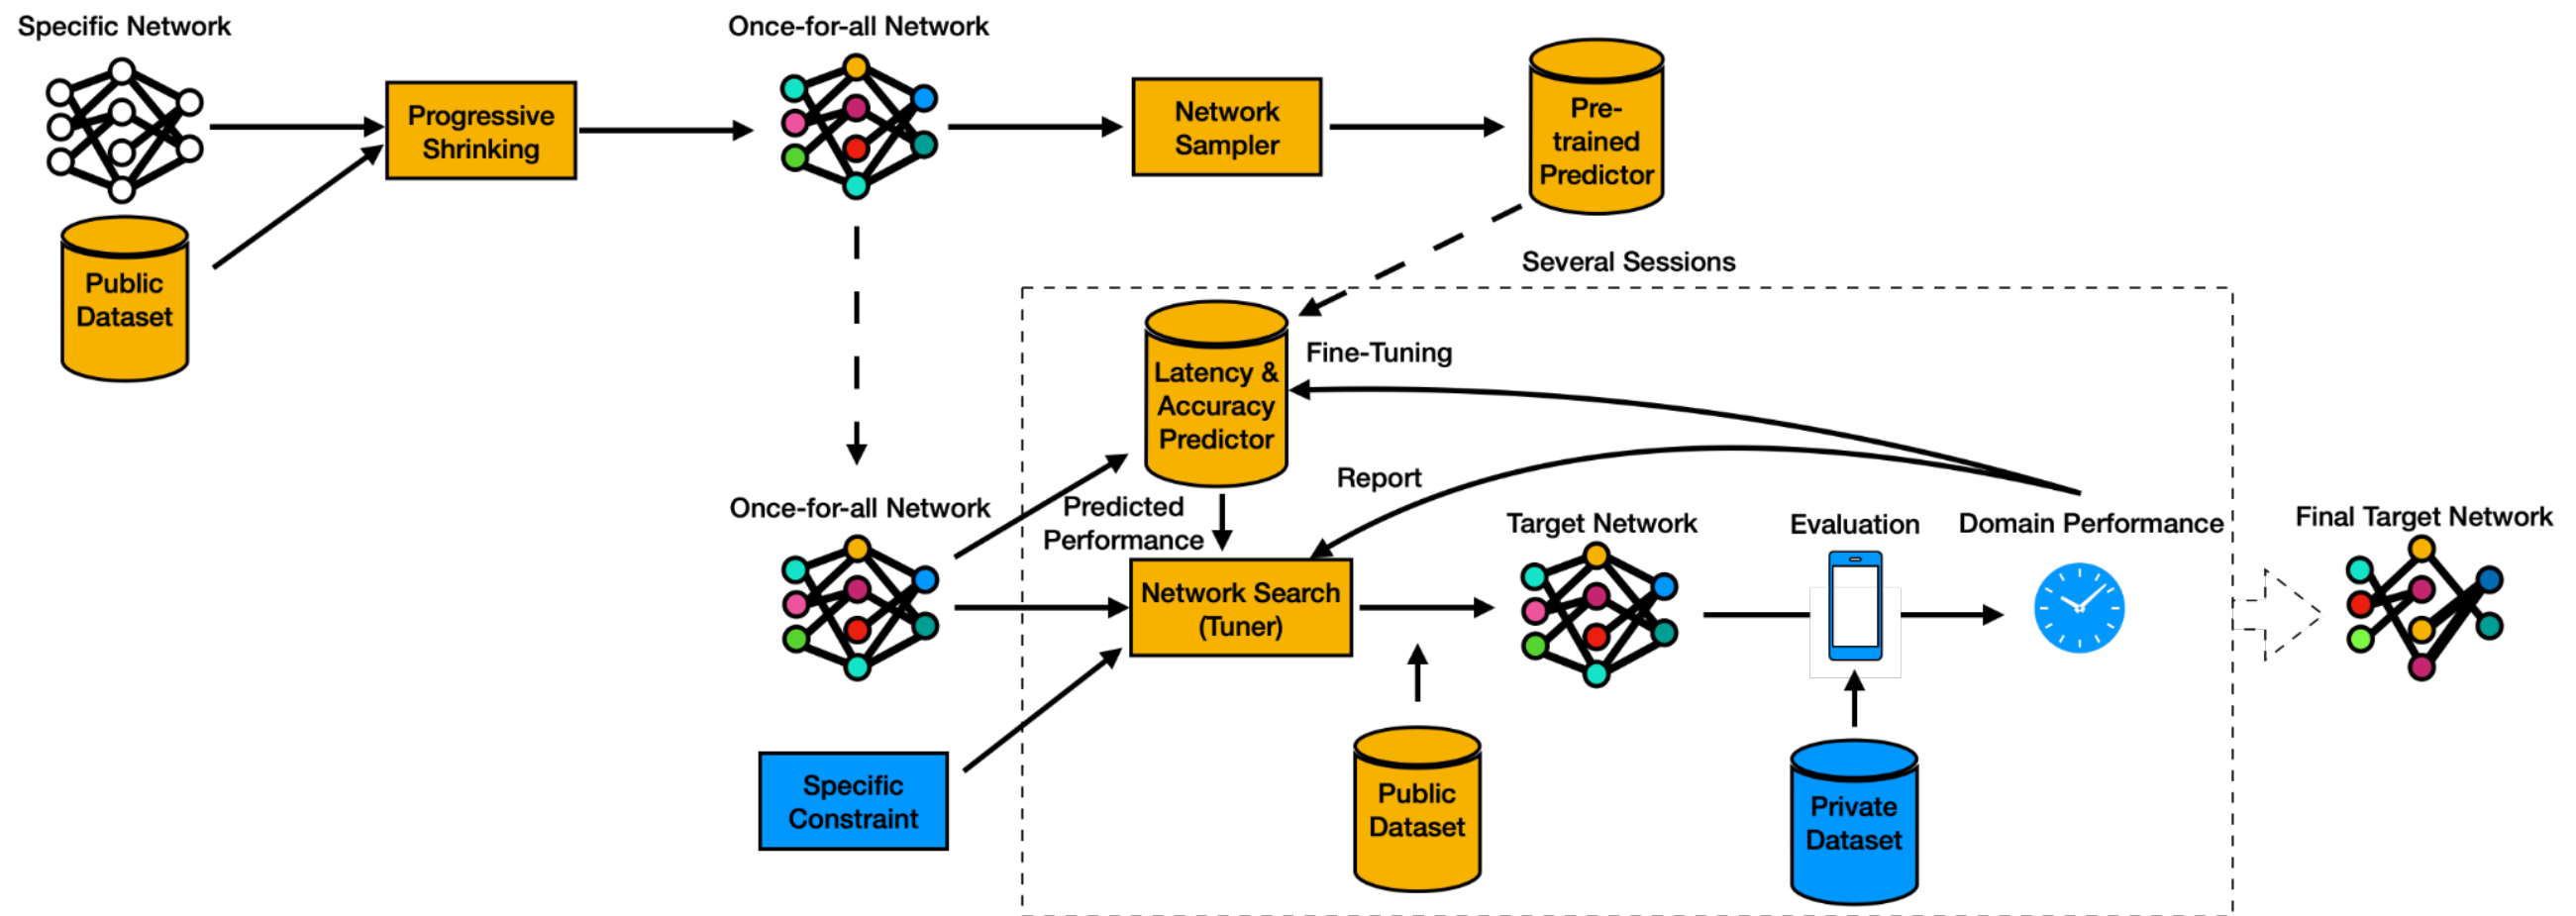 Specific Network
Once-for-all Network
Progressive
Shrinking
Network
Sampler
Pre-
trained
Predictor
Public
Dataset
Several Sessions
Latency &
Accuracy
Predictor
Fine-Tuning
Report
Once-for-all Network
Predicted
Performance
Network Search
(Tuner)
Target Network
Evaluation
Domain Performance
Final Target Network
Specific
Constraint
Public
Dataset
Private
Dataset